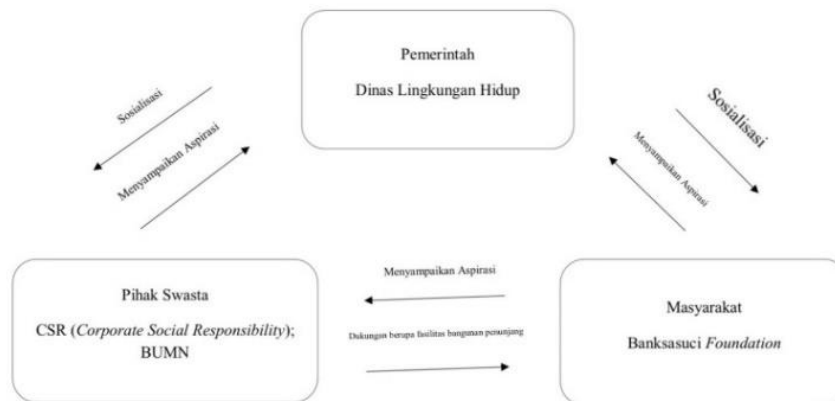 Pemerintah
Dinas Lingkungan Hidup
Sosialisasi
Menyampaikan Aspirasi
Sosialisasi
Menyampaikan Aspirasi
Pihak Swasta
CSR (Corporate Social Responsibility);
BUMN
Menyampaikan Aspirasi
Dukungan berupa fasilitas bangunan penunjang
Masyarakat
Banksasuci Foundation